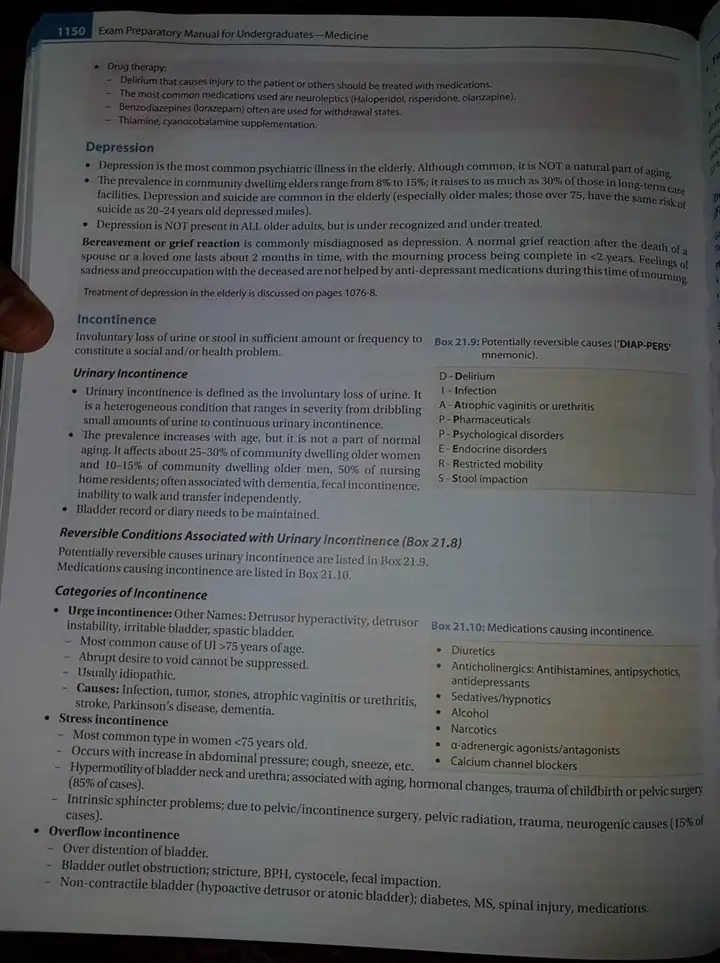 1150 Exam Preparatory Manual for Undergraduates—Medicine
• Drug therapy:
– Delirium that causes injury to the patient or others should be treated with medications.
– The most common medications used are neuroleptics (Haloperidol, risperidone, olanzapine).
– Benzodiazepines (lorazepam) often are used for withdrawal states.
– Thiamine, cyanocobalamine supplementation.
Depression
• Depression is the most common psychiatric illness in the elderly. Although common, it is NOT a natural part of aging.
• The prevalence in community dwelling elders range from 8% to 15%; it raises to as much as 30% of those in long-term care
facilities. Depression and suicide are common in the elderly (especially older males; those over 75, have the same risk of
suicide as 20–24 years old depressed males).
• Depression is NOT present in ALL older adults, but is under recognized and under treated.
Bereavement or grief reaction is commonly misdiagnosed as depression. A normal grief reaction after the death of a
spouse or a loved one lasts about 2 months in time, with the mourning process being complete in <2 years. Feelings of
sadness and preoccupation with the deceased are not helped by anti-depressant medications during this time of mourning.
Treatment of depression in the elderly is discussed on pages 1076-8.
Incontinence
Involuntary loss of urine or stool in sufficient amount or frequency to
constitute a social and/or health problem.
Urinary Incontinence
• Urinary incontinence is defined as the involuntary loss of urine. It
is a heterogeneous condition that ranges in severity from dribbling
small amounts of urine to continuous urinary incontinence.
• The prevalence increases with age, but it is not a part of normal
aging. It affects about 25-30% of community dwelling older women
and 10–15% of community dwelling older men, 50% of nursing
home residents; often associated with dementia, fecal incontinence,
inability to walk and transfer independently.
• Bladder record or diary needs to be maintained.
Box 21.9: Potentially reversible causes ('DIAP-PERS'
mnemonic).
D - Delirium
I - Infection
A - Atrophic vaginitis or urethritis
P - Pharmaceuticals
P - Psychological disorders
E - Endocrine disorders
R - Restricted mobility
S - Stool impaction
Reversible Conditions Associated with Urinary Incontinence (Box 21.8)
Potentially reversible causes urinary incontinence are listed in Box 21.9.
Medications causing incontinence are listed in Box 21.10.
Categories of Incontinence
• Urge incontinence: Other Names: Detrusor hyperactivity, detrusor
instability, irritable bladder, spastic bladder.
– Most common cause of UI >75 years of age.
– Abrupt desire to void cannot be suppressed.
– Usually idiopathic.
– Causes: Infection, tumor, stones, atrophic vaginitis or urethritis,
stroke, Parkinson's disease, dementia.
Box 21.10: Medications causing incontinence.
• Diuretics
• Anticholinergics: Antihistamines, antipsychotics,
antidepressants
• Sedatives/hypnotics
• Alcohol
• Narcotics
• α-adrenergic agonists/antagonists
• Calcium channel blockers
• Stress incontinence
– Most common type in women <75 years old.
– Occurs with increase in abdominal pressure; cough, sneeze, etc.
– Hypermotility of bladder neck and urethra; associated with aging, hormonal changes, trauma of childbirth or pelvic surgery
(85% of cases).
– Intrinsic sphincter problems; due to pelvic/incontinence surgery, pelvic radiation, trauma, neurogenic causes (15% of
cases).
• Overflow incontinence
– Over distention of bladder.
– Bladder outlet obstruction; stricture, BPH, cystocele, fecal impaction.
– Non-contractile bladder (hypoactive detrusor or atonic bladder); diabetes, MS, spinal injury, medications.